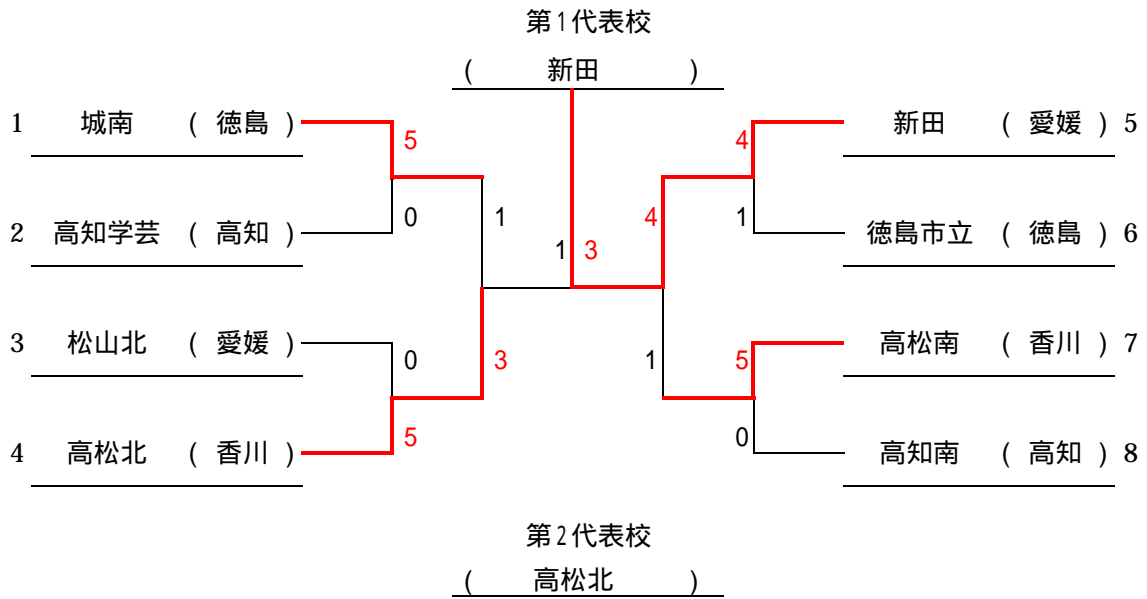 第1代表校
( 新田 )
1 城南 ( 徳島 ) 5 4 新田 ( 愛媛 ) 5
2 高知学芸 ( 高知 ) 0 1 1 3 4 1 徳島市立 ( 徳島 ) 6
3 松山北 ( 愛媛 ) 0 3 1 5 高松南 ( 香川 ) 7
4 高松北 ( 香川 ) 5 0 高知南 ( 高知 ) 8
第2代表校
( 高松北 )